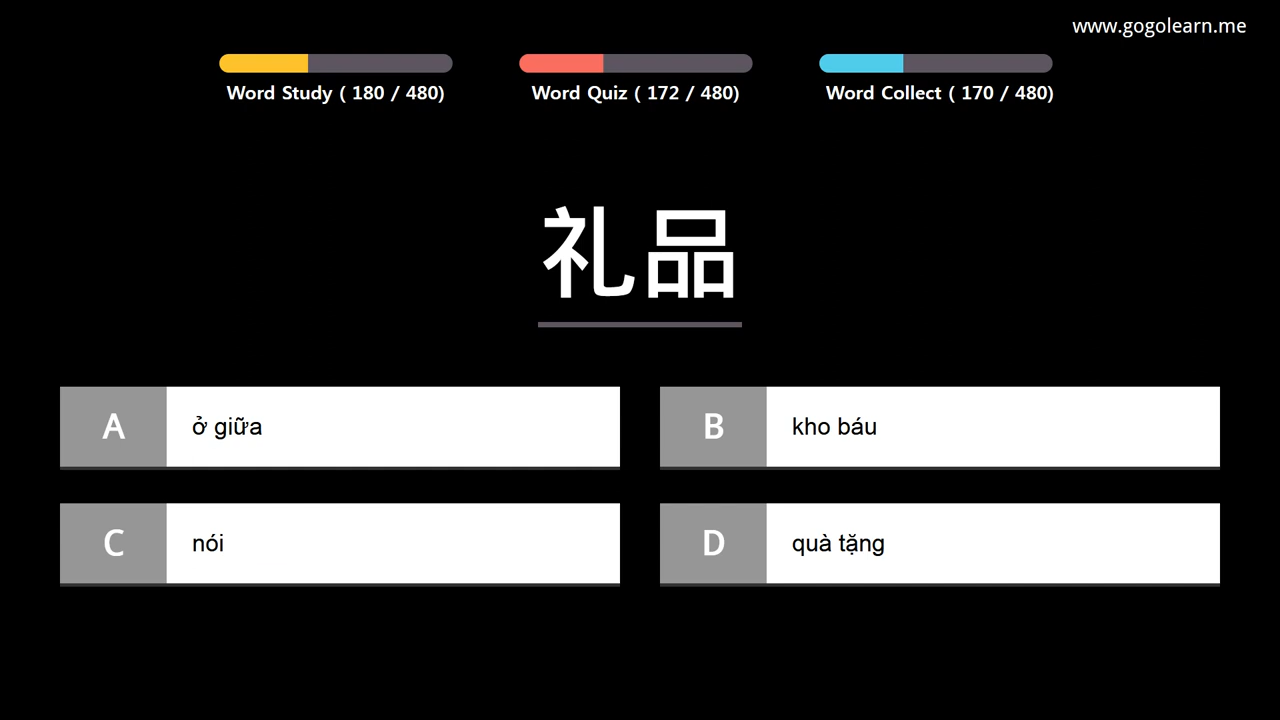 www.gogolearn.me
Word Study ( 180 / 480)
Word Quiz ( 172 / 480)
Word Collect ( 170 / 480)
礼品
A ở giữa
B kho báu
C nói
D quà tặng